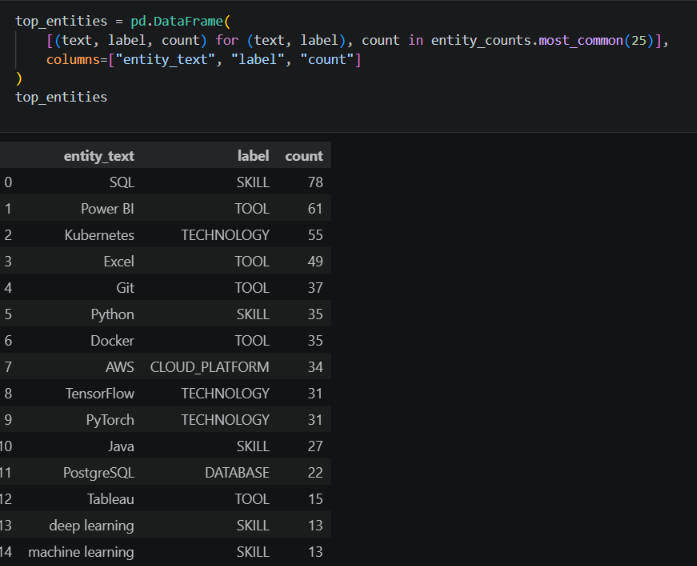 top_entities = pd.DataFrame(
[(text, label, count) for (text, label), count in entity_counts.most_common(25)],
columns=["entity_text", "label", "count"]
)
top_entities
entity_text label count
0 SQL SKILL 78
1 Power BI TOOL 61
2 Kubernetes TECHNOLOGY 55
3 Excel TOOL 49
4 Git TOOL 37
5 Python SKILL 35
6 Docker TOOL 35
7 AWS CLOUD_PLATFORM 34
8 TensorFlow TECHNOLOGY 31
9 PyTorch TECHNOLOGY 31
10 Java SKILL 27
11 PostgreSQL DATABASE 22
12 Tableau TOOL 15
13 deep learning SKILL 13
14 machine learning SKILL 13